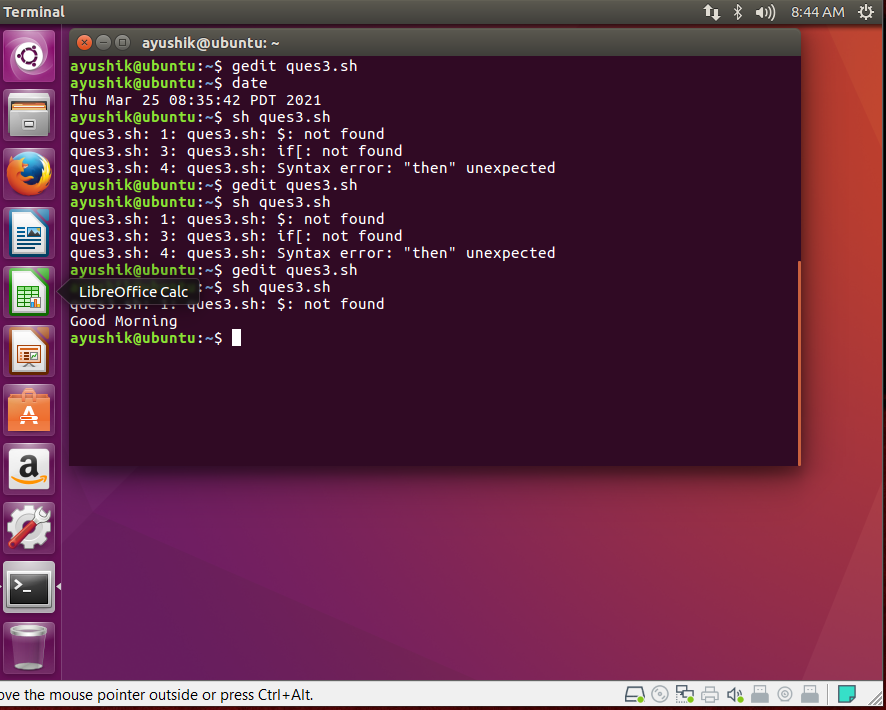 Terminal
8:44 AM
ayushik@ubuntu: ~
ayushik@ubuntu:~$ gedit ques3.sh
ayushik@ubuntu:~$ date
Thu Mar 25 08:35:42 PDT 2021
ayushik@ubuntu:~$ sh ques3.sh
ques3.sh: 1: ques3.sh: $: not found
ques3.sh: 3: ques3.sh: if[: not found
ques3.sh: 4: ques3.sh: Syntax error: "then" unexpected
ayushik@ubuntu:~$ gedit ques3.sh
ayushik@ubuntu:~$ sh ques3.sh
ques3.sh: 1: ques3.sh: $: not found
ques3.sh: 3: ques3.sh: if[: not found
ques3.sh: 4: ques3.sh: Syntax error: "then" unexpected
ayushik@ubuntu:~$ gedit ques3.sh
ayushik@ubuntu:~$ sh ques3.sh
LibreOffice Calc
ques3.sh: 1: ques3.sh: $: not found
Good Morning
ayushik@ubuntu:~$
ove the mouse pointer outside or press Ctrl+Alt.